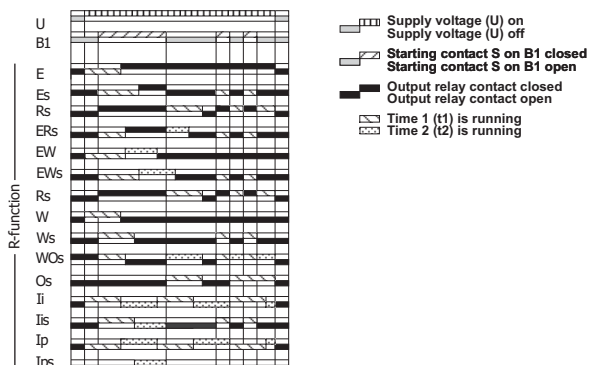 U
B1
E
Es
Rs
ERs
EW
EWs
Rs
W
Ws
WOs
Os
Ii
Iis
Ip
Ips
R-function
Supply voltage (U) on
Supply voltage (U) off
Starting contact S on B1 closed
Starting contact S on B1 open
Output relay contact closed
Output relay contact open
Time 1 (t1) is running
Time 2 (t2) is running